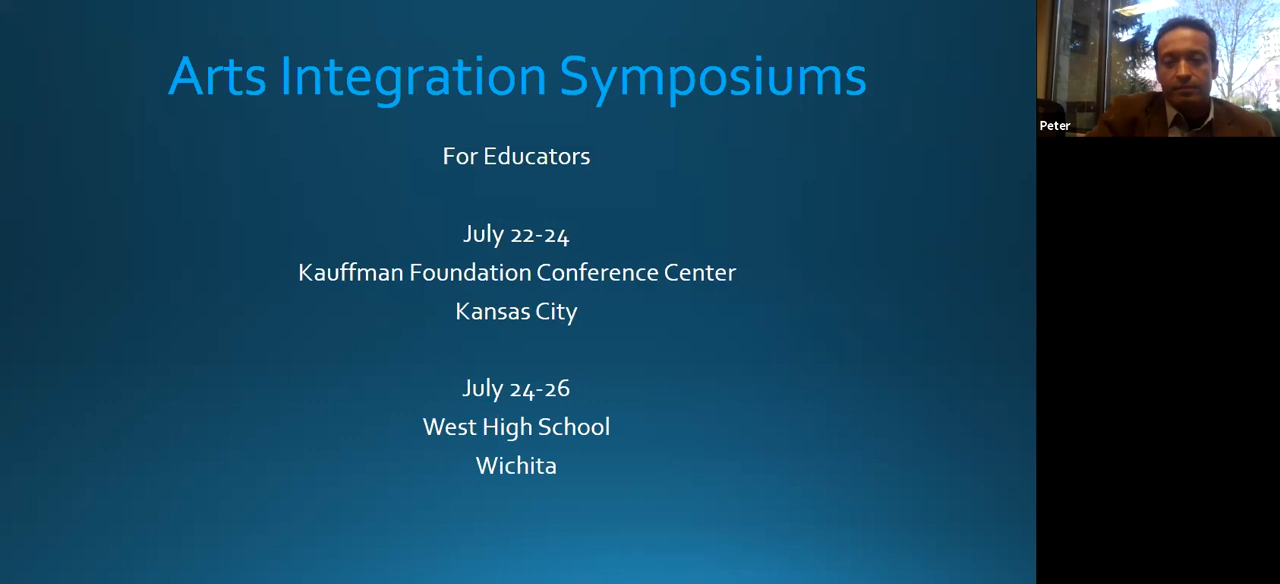 Arts Integration Symposiums
For Educators
July 22-24
Kauffman Foundation Conference Center
Kansas City
July 24-26
West High School
Wichita
Peter